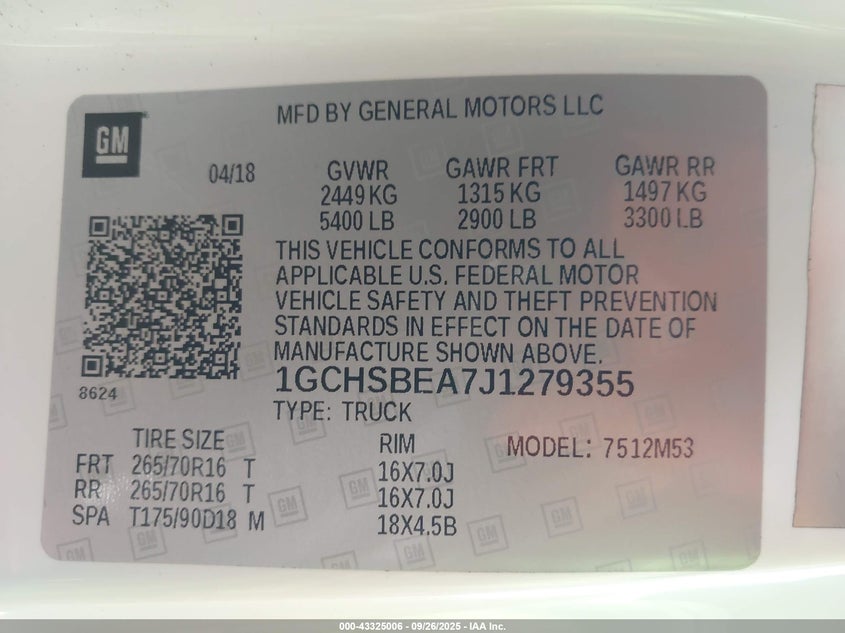 MFD BY GENERAL MOTORS LLC
GM
04/18 GVWR GAWR FRT GAWR RR
2449 KG 1315 KG 1497 KG
5400 LB 2900 LB 3300 LB
THIS VEHICLE CONFORMS TO ALL
APPLICABLE U.S. FEDERAL MOTOR
VEHICLE SAFETY AND THEFT PREVENTION
STANDARDS IN EFFECT ON THE DATE OF
MANUFACTURE SHOWN ABOVE.
8624
1GCHSBEA7J1279355
TYPE: TRUCK
TIRE SIZE RIM MODEL: 7512M53
FRT 265/70R16 T 16X7.0J
RR 265/70R16 T 16X7.0J
SPA T175/90D18 M 18X4.5B
000-43325006 - 09/26/2025 - IAA Inc.